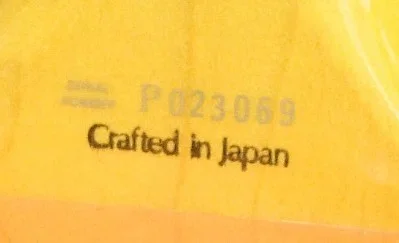 SERIAL
NUMBER
P023069
Crafted in Japan